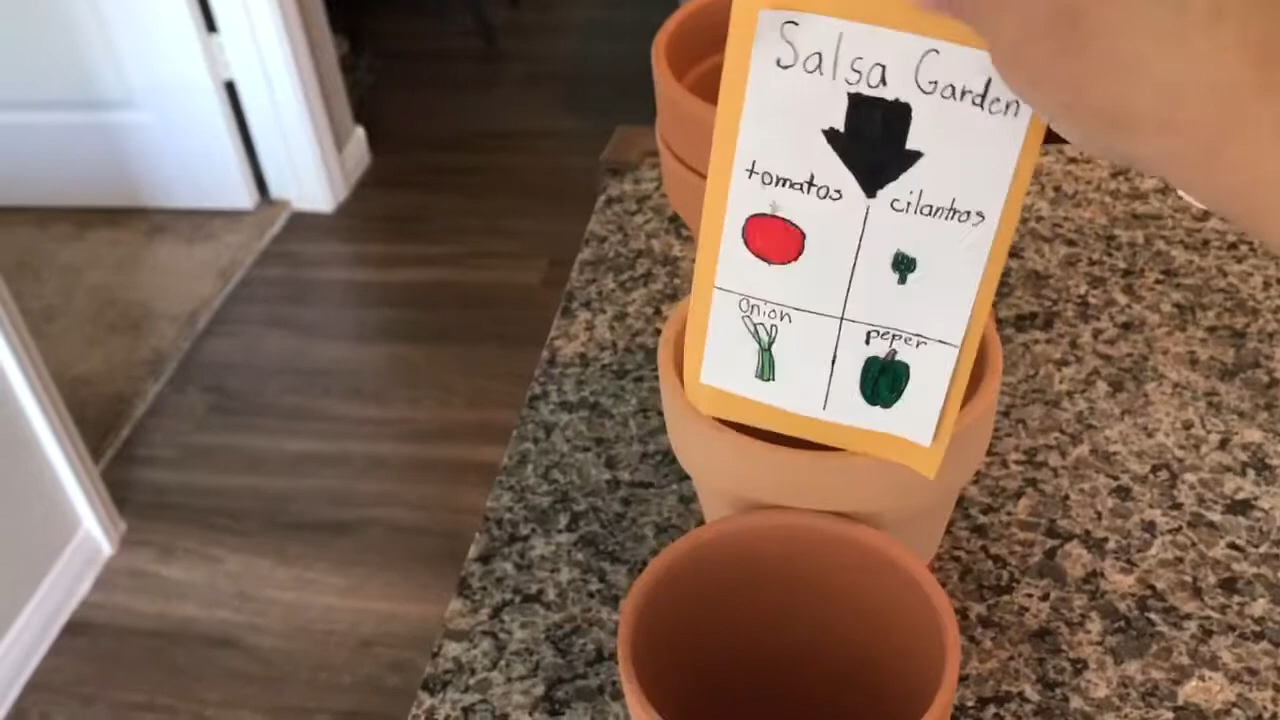 Salsa Garden
tomatos
cilantros
onion
peper